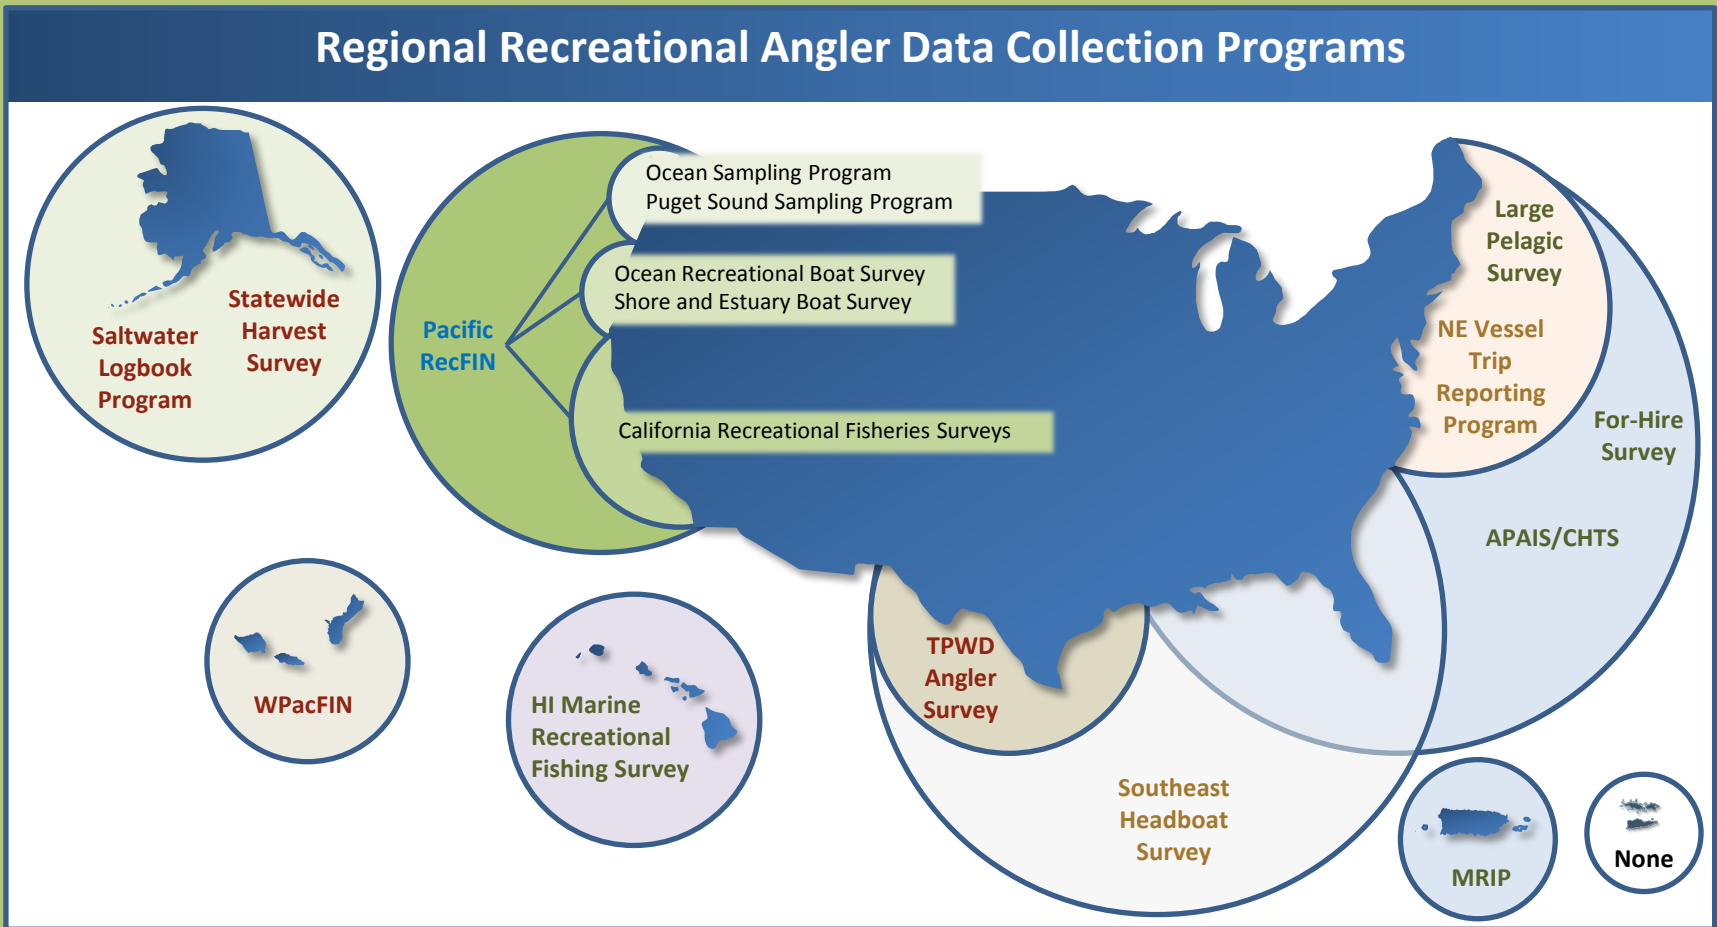 Regional Recreational Angler Data Collection Programs
Saltwater
Logbook
Program
Statewide
Harvest
Survey
Pacific
RecFIN
Ocean Sampling Program
Puget Sound Sampling Program
Ocean Recreational Boat Survey
Shore and Estuary Boat Survey
California Recreational Fisheries Surveys
Large
Pelagic
Survey
NE Vessel
Trip
Reporting
Program
For-Hire
Survey
APAIS/CHTS
WPacFIN
HI Marine
Recreational
Fishing Survey
TPWD
Angler
Survey
Southeast
Headboat
Survey
MRIP
None